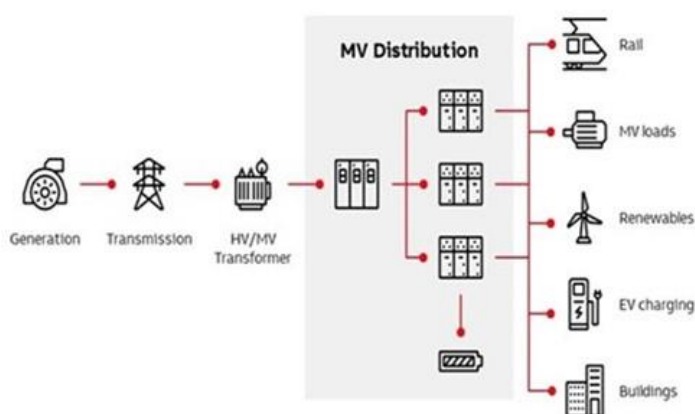 MV Distribution
Rail
MV loads
Generation
Transmission
HV/MV
Transformer
Renewables
EV charging
Buildings